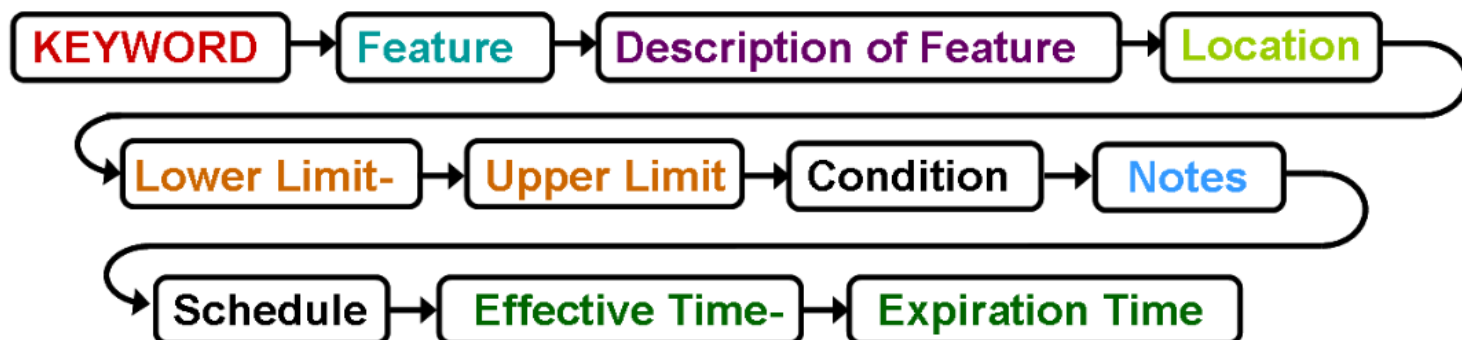 KEYWORD Feature Description of Feature Location
Lower Limit- Upper Limit Condition Notes
Schedule Effective Time- Expiration Time